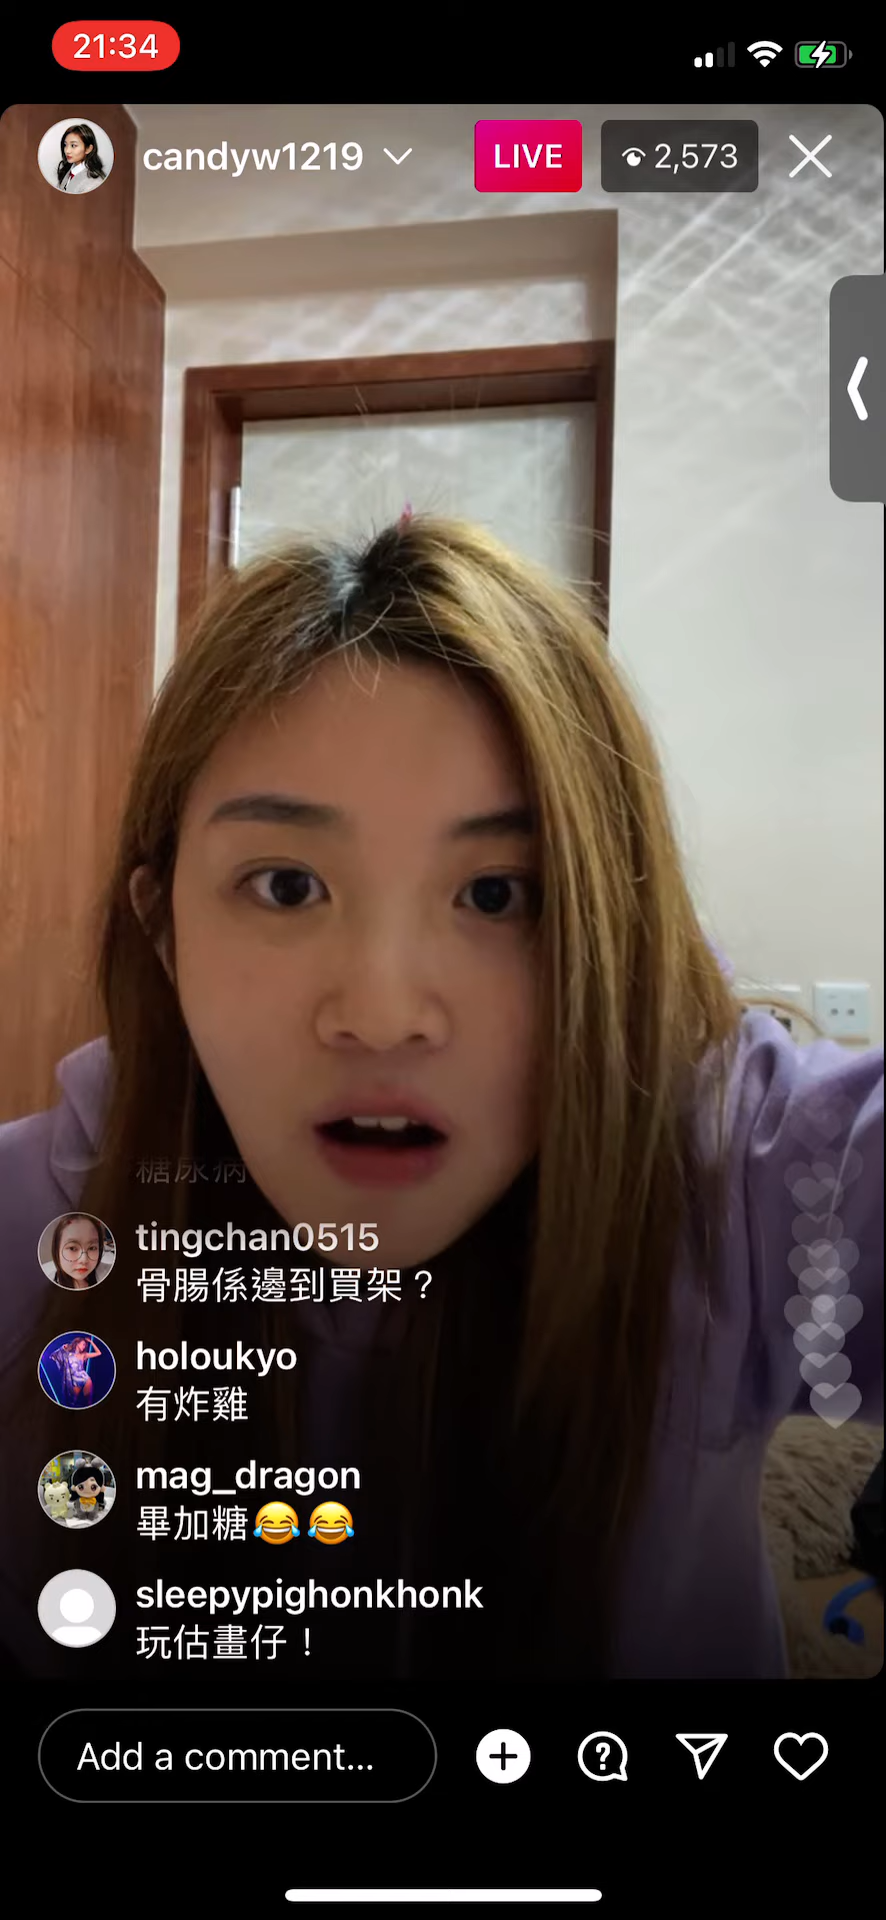 21:34
candyw1219
LIVE
2,573
糖尿病
tingchan0515
骨腸係邊到買架？
holoukyo
有炸雞
mag_dragon
畢加糖😂😂
sleepypighonkhonk
玩估畫仔！
Add a comment...